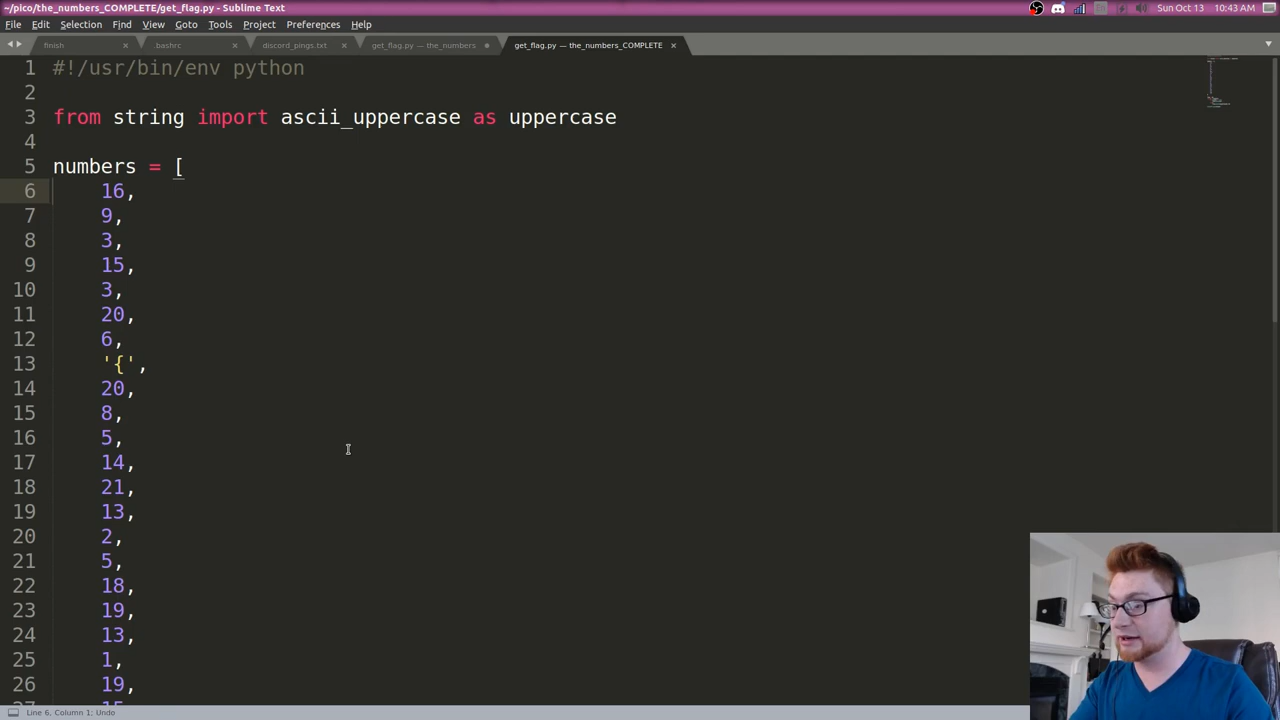 ~/pico/the_numbers_COMPLETE/get_flag.py - Sublime Text
Sun Oct 13 10:43 AM
File Edit Selection Find View Goto Tools Project Preferences Help
finish
.bashrc
discord_pings.txt
get_flag.py — the_numbers
get_flag.py — the_numbers_COMPLETE
1 #!/usr/bin/env python
2
3 from string import ascii_uppercase as uppercase
4
5 numbers = [
6 16,
7 9,
8 3,
9 15,
10 3,
11 20,
12 6,
13 '{',
14 20,
15 8,
16 5,
17 14,
18 21,
19 13,
20 2,
21 5,
22 18,
23 19,
24 13,
25 1,
26 19,
27 15,
Line 6, Column 1; Undo